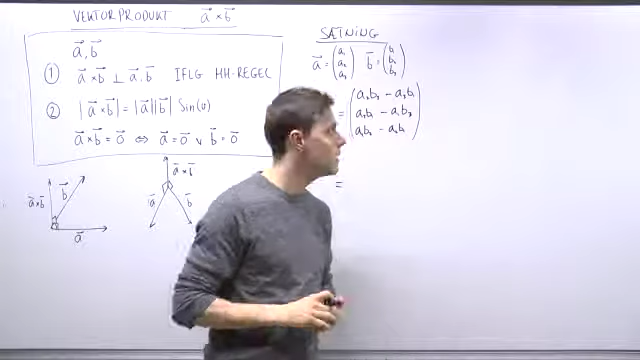 VEKTORPRODUKT a⃗ × b⃗
a⃗, b⃗
① a⃗ × b⃗ ⊥ a⃗, b⃗ IFLG HH-REGEL
② |a⃗ × b⃗| = |a⃗||b⃗| Sin(θ)
a⃗ × b⃗ = 0⃗ ⇔ a⃗ = 0⃗ ∨ b⃗ = 0⃗
a⃗ × b⃗ b⃗
a⃗
a⃗ × b⃗
a⃗ b⃗
SÆTNING
a⃗ = (a₁ a₂ a₃) b⃗ = (b₁ b₂ b₃)
a₂b₃ - a₃b₂
= a₃b₁ - a₁b₃
a₁b₂ - a₂b₁
=